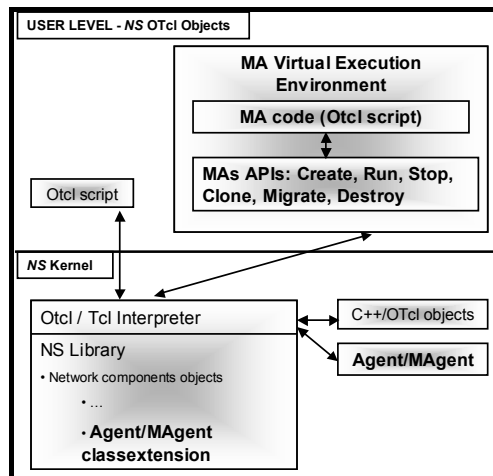 USER LEVEL - NS OTcl Objects
MA Virtual Execution
Environment
MA code (Otcl script)
MAs APIs: Create, Run, Stop,
Clone, Migrate, Destroy
Otcl script
NS Kernel
Otcl / Tcl Interpreter
NS Library
• Network components objects
• ...
• Agent/MAgent
classextension
C++/OTcl objects
Agent/MAgent